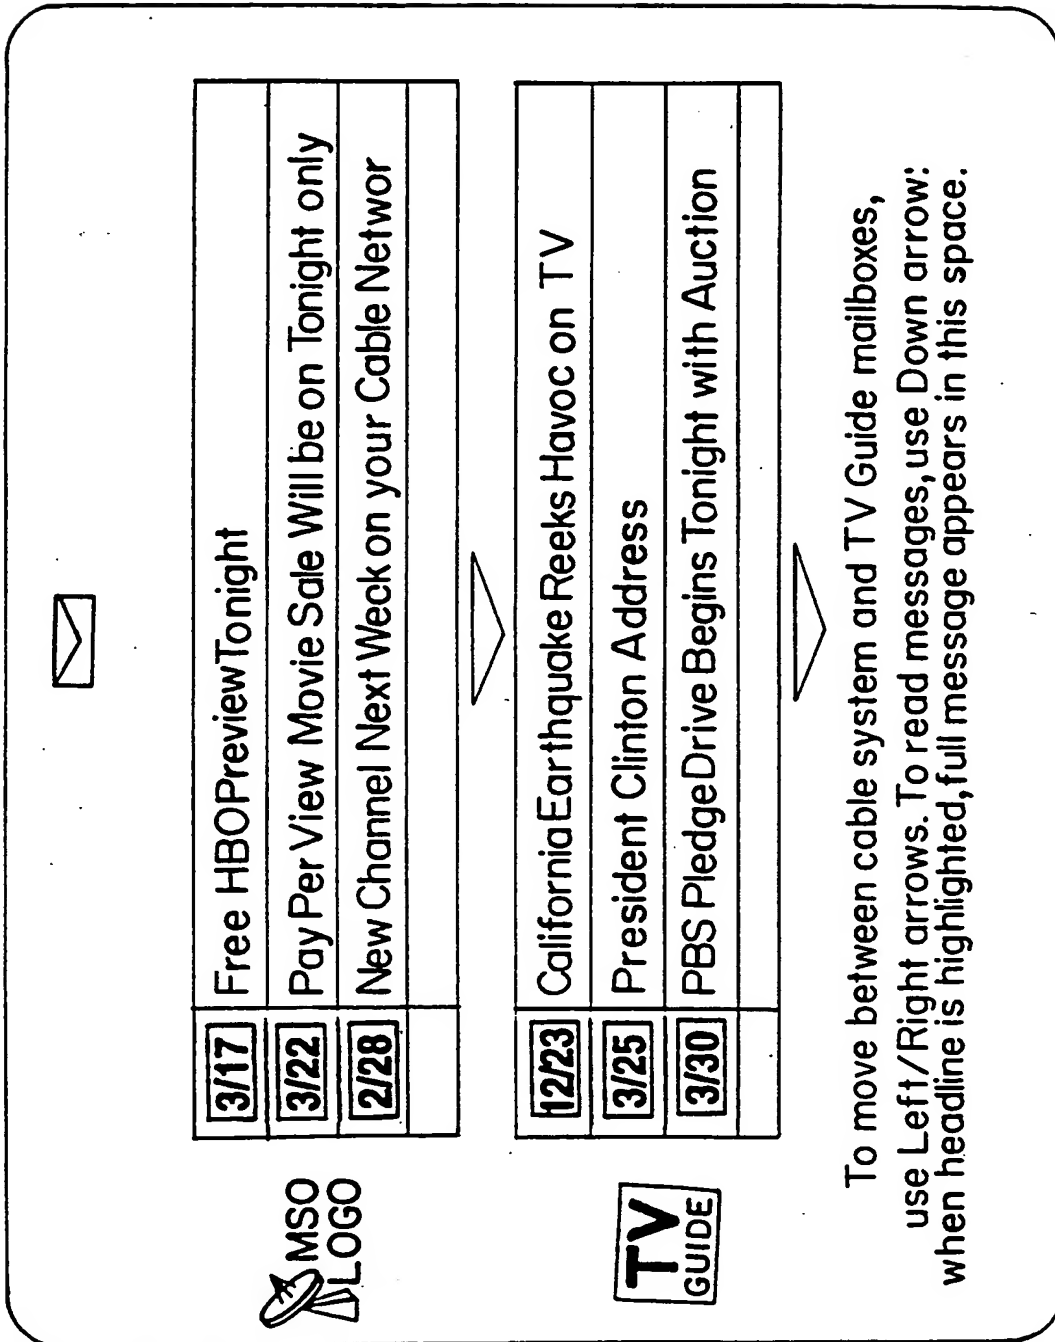 MSO
LOGO
3/17 Free HBOPreviewTonight
3/22 Pay Per View Movie Sale Will be on Tonight only
2/28 New Channel Next Weck on your Cable Networ
TV
GUIDE
12/23 California Earthquake Reeks Havoc on TV
3/25 President Clinton Address
3/30 PBS Pledge Drive Begins Tonight with Auction
To move between cable system and TV Guide mailboxes,
use Left/Right arrows. To read messages, use Down arrow:
when headline is highlighted, full message appears in this space.